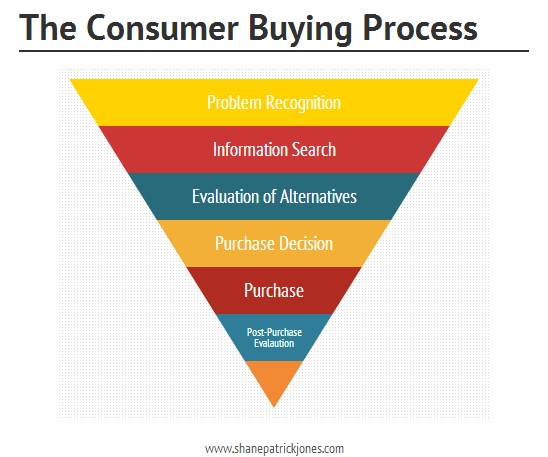 The Consumer Buying Process
Problem Recognition
Information Search
Evaluation of Alternatives
Purchase Decision
Purchase
Post-Purchase
Evalaution
www.shanepatrickjones.com